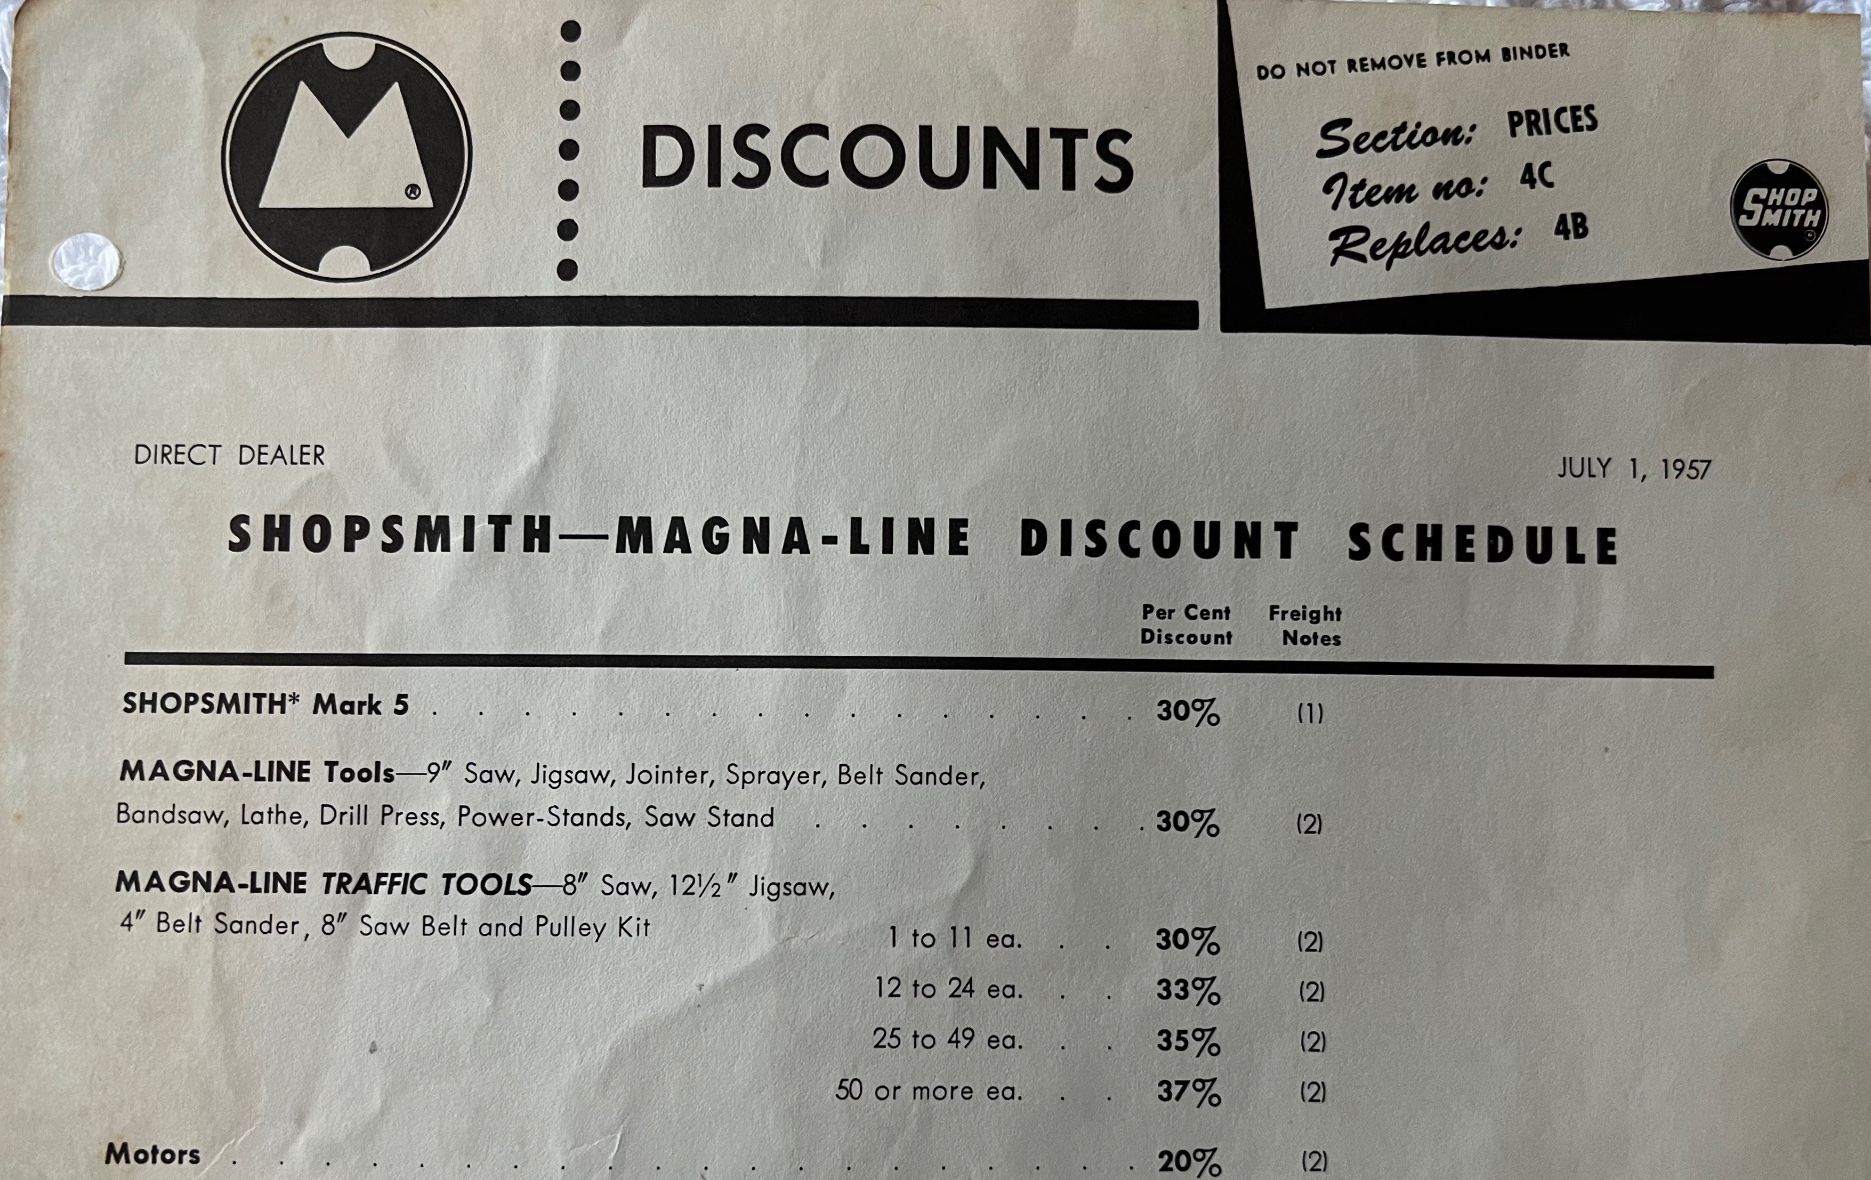 M
®
DISCOUNTS
DO NOT REMOVE FROM BINDER
Section: PRICES
Item no: 4C
Replaces: 4B
SHOP
SMITH
DIRECT DEALER
JULY 1, 1957
SHOPSMITH—MAGNA-LINE DISCOUNT SCHEDULE
Per Cent Freight
Discount Notes
SHOPSMITH* Mark 5 . . . . . . . . . . . . . . . . 30% (1)
MAGNA-LINE Tools—9″ Saw, Jigsaw, Jointer, Sprayer, Belt Sander,
Bandsaw, Lathe, Drill Press, Power-Stands, Saw Stand . . . . . . . . 30% (2)
MAGNA-LINE TRAFFIC TOOLS—8″ Saw, 12½″ Jigsaw,
4″ Belt Sander, 8″ Saw Belt and Pulley Kit
1 to 11 ea. . . 30% (2)
12 to 24 ea. . . 33% (2)
25 to 49 ea. . . 35% (2)
50 or more ea. . . 37% (2)
Motors . . . . . . . . . . . . . . . . . . . . 20% (2)